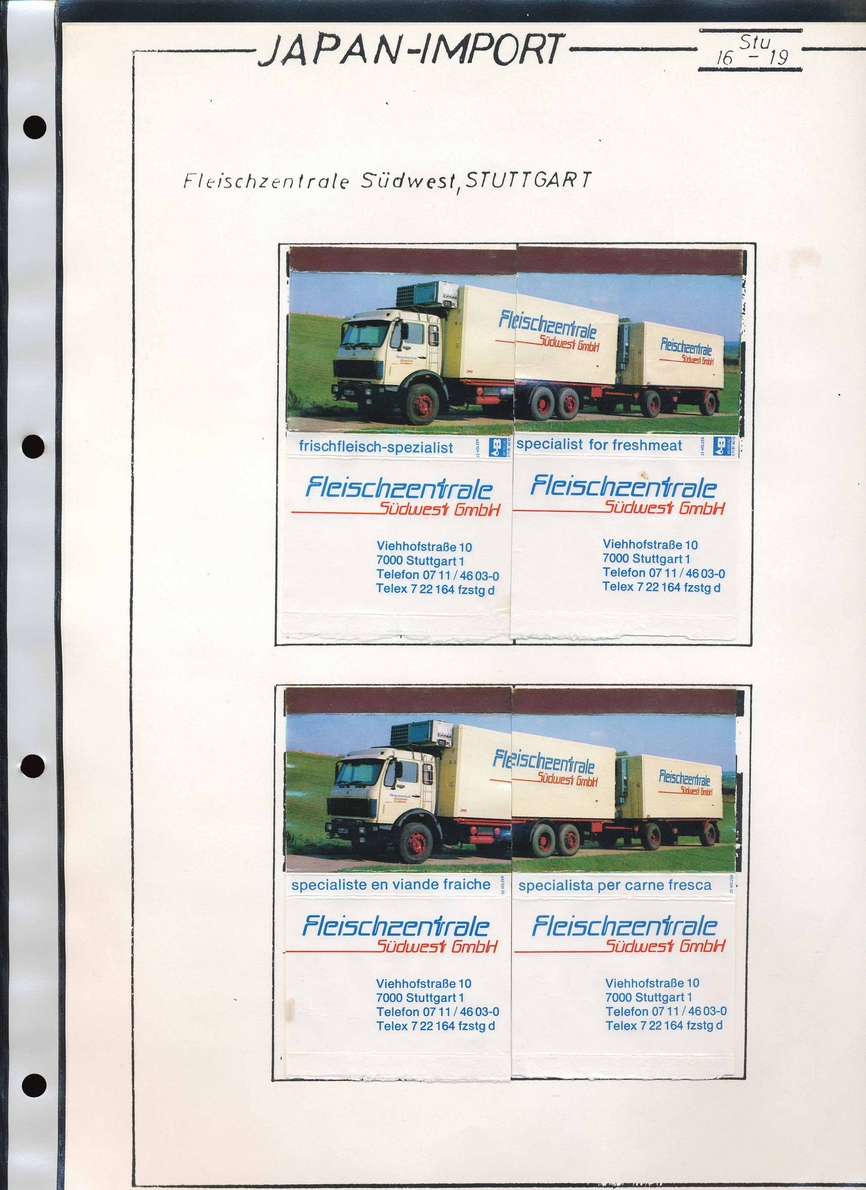 JAPAN-IMPORT
Stu
16 - 19
Fleischzentrale Südwest, STUTTGART
Fleischzentrale
Südwest GmbH
Fleischzentrale
Südwest GmbH
frischfleisch-spezialist
specialist for freshmeat
Fleischzentrale
Südwest GmbH
Viehhofstraße 10
7000 Stuttgart 1
Telefon 07 11 / 46 03-0
Telex 7 22 164 fzstg d
Fleischzentrale
Südwest GmbH
Viehhofstraße 10
7000 Stuttgart 1
Telefon 07 11 / 46 03-0
Telex 7 22 164 fzstg d
Fleischzentrale
Südwest GmbH
Fleischzentrale
Südwest GmbH
specialiste en viande fraiche
specialista per carne fresca
Fleischzentrale
Südwest GmbH
Viehhofstraße 10
7000 Stuttgart 1
Telefon 07 11 / 46 03-0
Telex 7 22 164 fzstg d
Fleischzentrale
Südwest GmbH
Viehhofstraße 10
7000 Stuttgart 1
Telefon 07 11 / 46 03-0
Telex 7 22 164 fzstg d